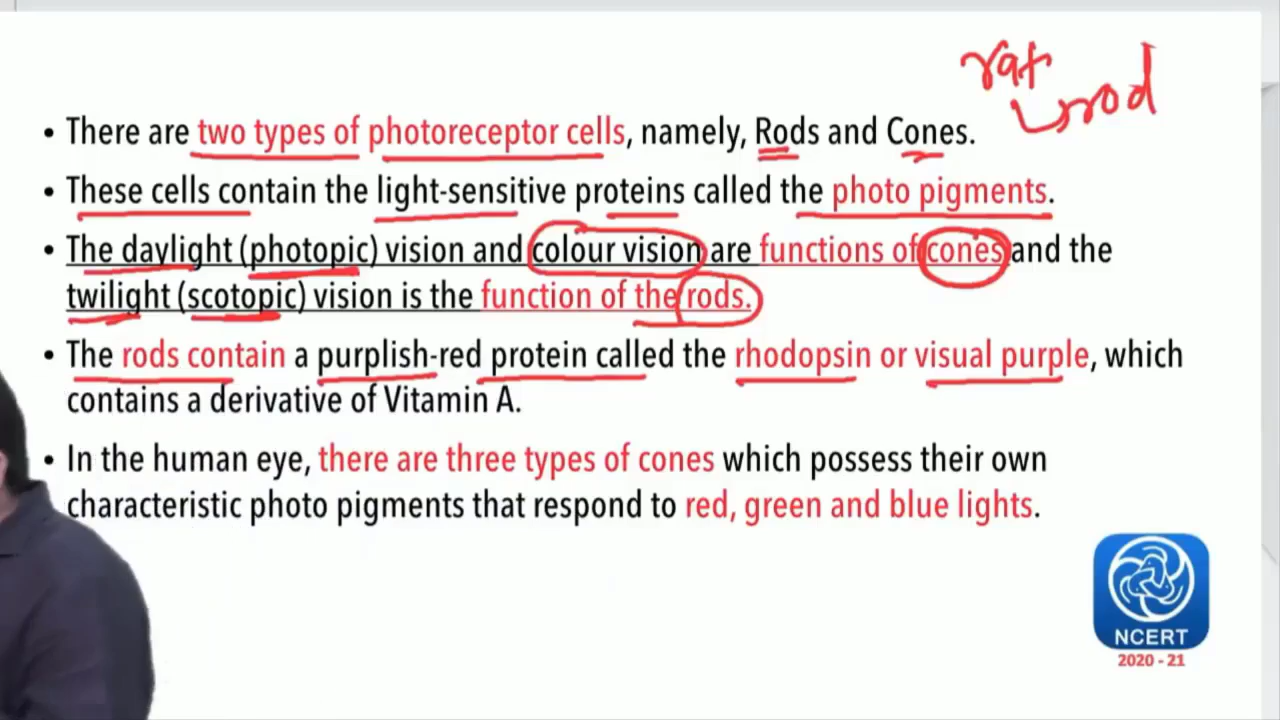 rat
rod
• There are two types of photoreceptor cells, namely, Rods and Cones.
• These cells contain the light-sensitive proteins called the photo pigments.
• The daylight (photopic) vision and colour vision are functions of cones and the
twilight (scotopic) vision is the function of the rods.
• The rods contain a purplish-red protein called the rhodopsin or visual purple, which
contains a derivative of Vitamin A.
• In the human eye, there are three types of cones which possess their own
characteristic photo pigments that respond to red, green and blue lights.
NCERT
2020 - 21